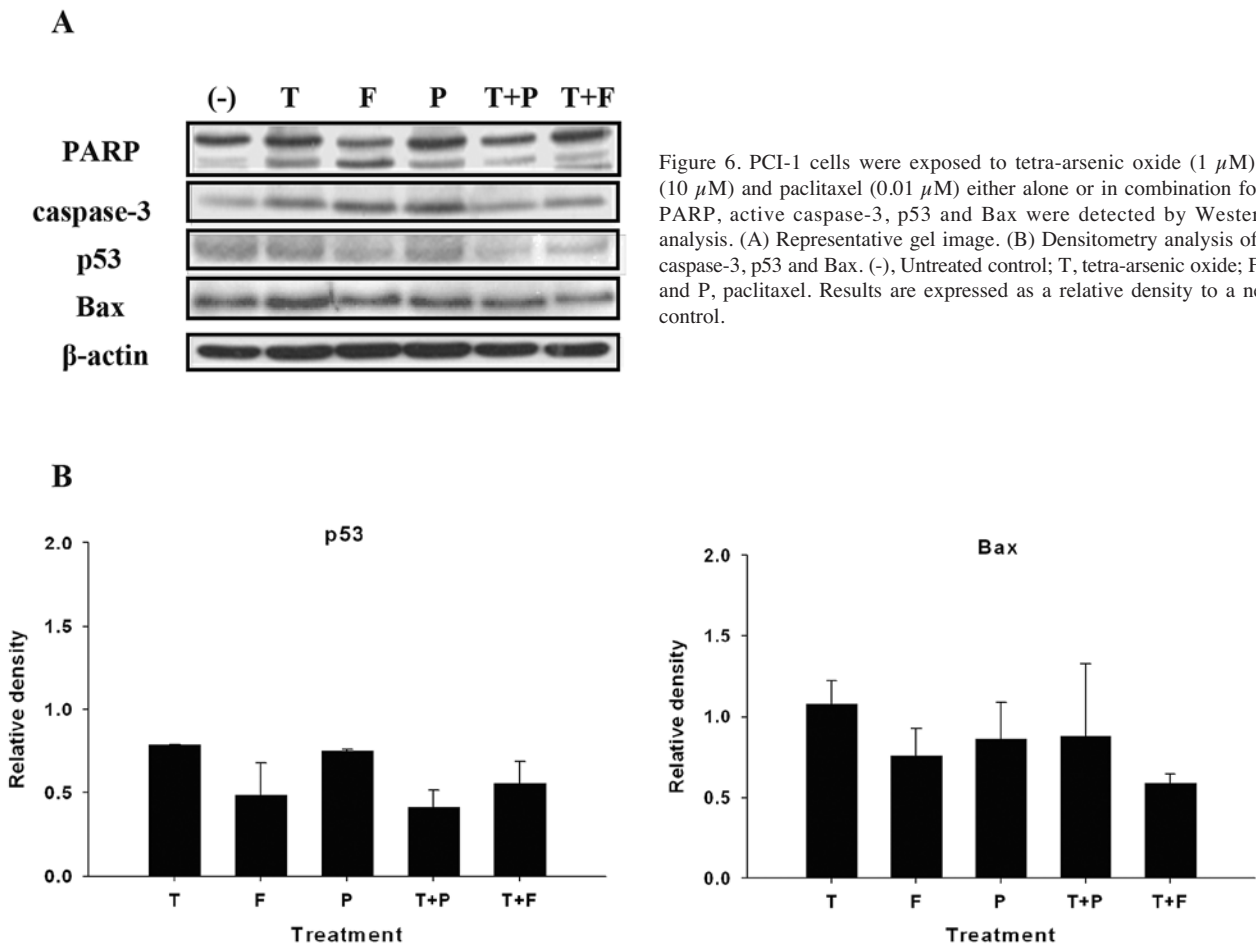 A
(-) T F P T+P T+F
PARP
caspase-3
p53
Bax
β-actin
Figure 6. PCI-1 cells were exposed to tetra-arsenic oxide (1 μM)
(10 μM) and paclitaxel (0.01 μM) either alone or in combination fo
PARP, active caspase-3, p53 and Bax were detected by Wester
analysis. (A) Representative gel image. (B) Densitometry analysis of
caspase-3, p53 and Bax. (-), Untreated control; T, tetra-arsenic oxide; F
and P, paclitaxel. Results are expressed as a relative density to a ne
control.
B
p53
2.0
1.5
1.0
0.5
0.0
Relative density
T F P T+P T+F
Treatment
Bax
2.0
1.5
1.0
0.5
0.0
Relative density
T F P T+P T+F
Treatment